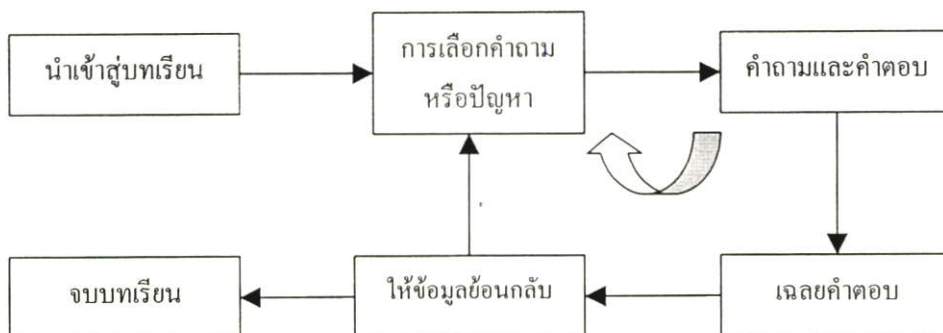 นำเข้าสู่บทเรียน
การเลือกคำถาม
หรือปัญหา
คำถามและคำตอบ
จบบทเรียน
ให้ข้อมูลย้อนกลับ
เฉลยคำตอบ